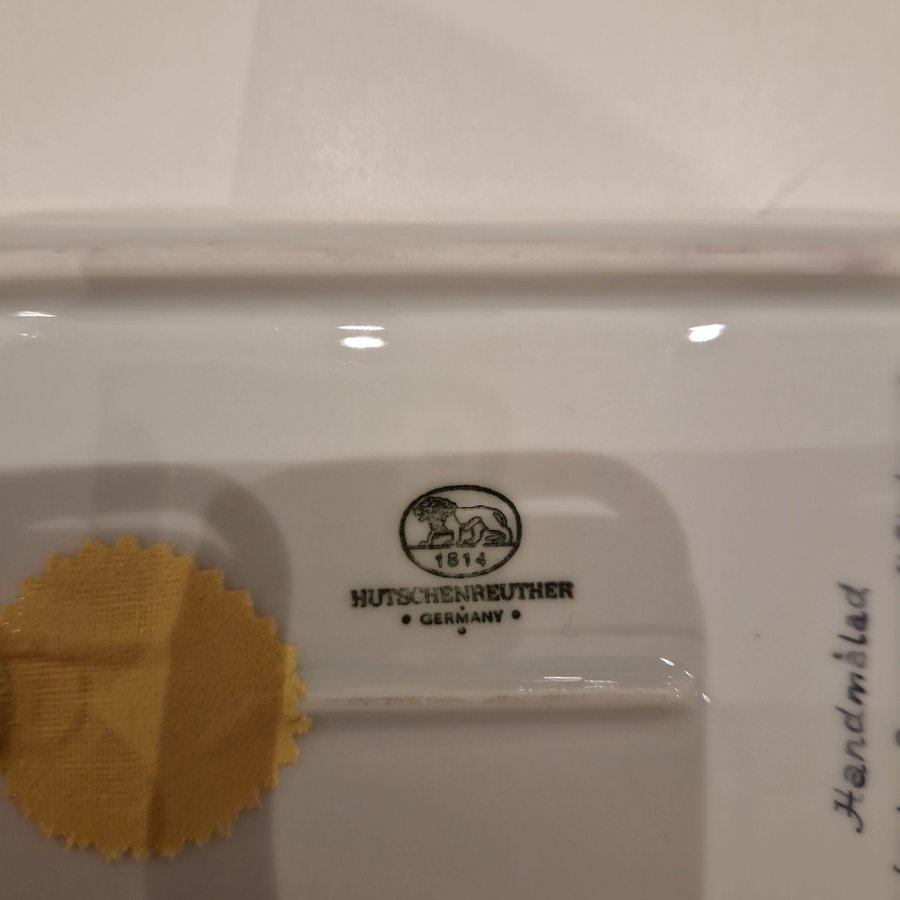 1814
HUTSCHENREUTHER
GERMANY
Handmålad